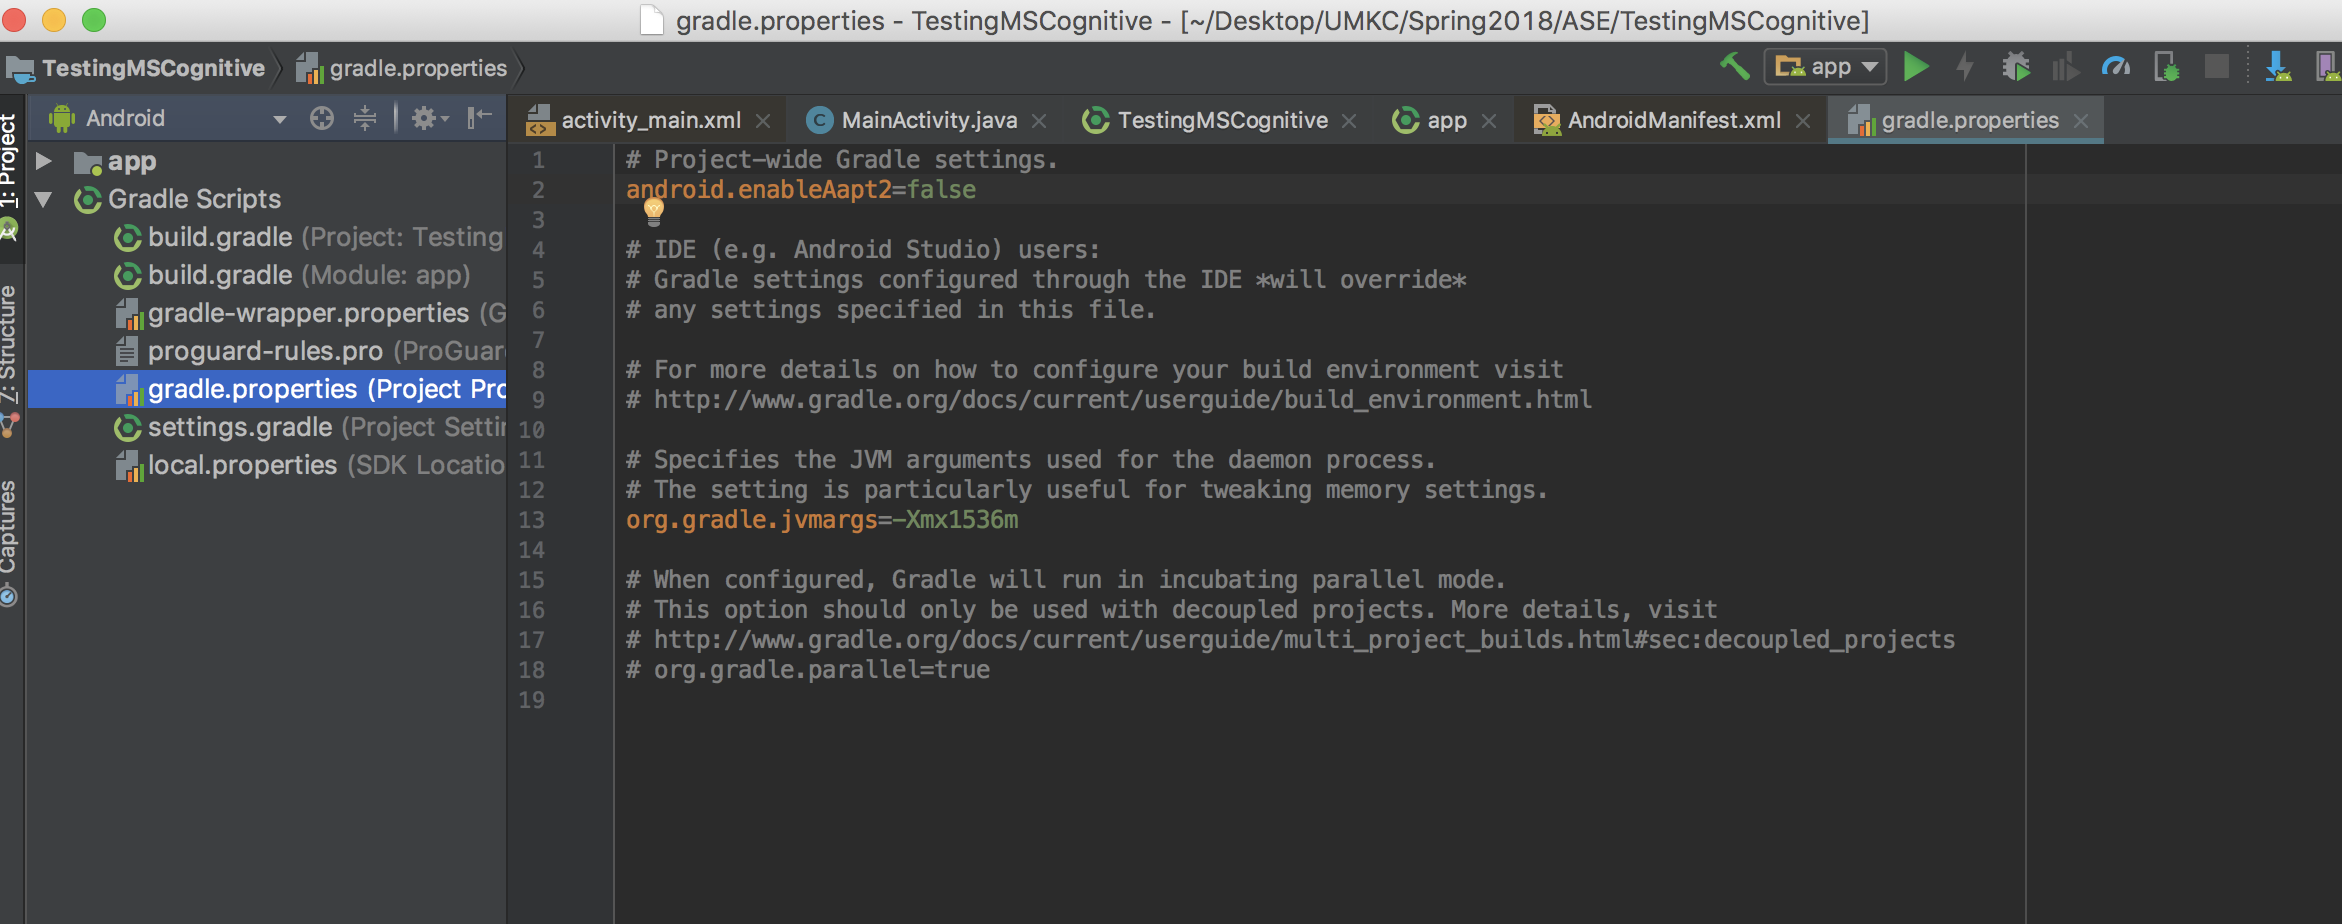 gradle.properties - TestingMSCognitive - [~/Desktop/UMKC/Spring2018/ASE/TestingMSCognitive]
TestingMSCognitive gradle.properties app
Android
activity_main.xml MainActivity.java TestingMSCognitive app AndroidManifest.xml gradle.properties
1: Project
7: Structure
Captures
app
Gradle Scripts
build.gradle (Project: Testing
build.gradle (Module: app)
gradle-wrapper.properties (G
proguard-rules.pro (ProGuar
gradle.properties (Project Pro
settings.gradle (Project Settin
local.properties (SDK Locatio
1 # Project-wide Gradle settings.
2 android.enableAapt2=false
3
4 # IDE (e.g. Android Studio) users:
5 # Gradle settings configured through the IDE *will override*
6 # any settings specified in this file.
7
8 # For more details on how to configure your build environment visit
9 # http://www.gradle.org/docs/current/userguide/build_environment.html
10
11 # Specifies the JVM arguments used for the daemon process.
12 # The setting is particularly useful for tweaking memory settings.
13 org.gradle.jvmargs=-Xmx1536m
14
15 # When configured, Gradle will run in incubating parallel mode.
16 # This option should only be used with decoupled projects. More details, visit
17 # http://www.gradle.org/docs/current/userguide/multi_project_builds.html#sec:decoupled_projects
18 # org.gradle.parallel=true
19